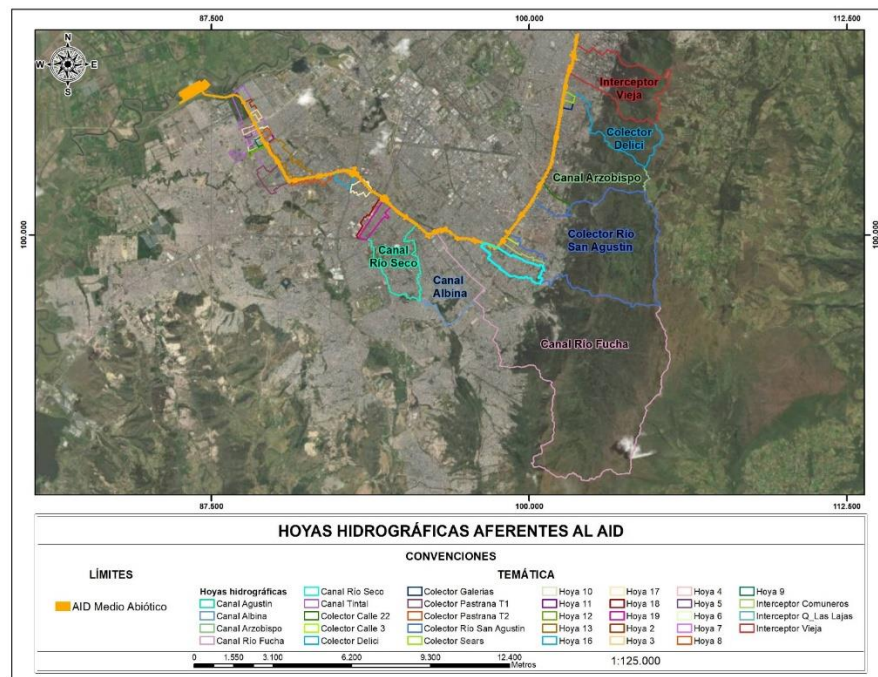 87.500 100.000 112.500
N
W E
S
Interceptor
Vieja
Colector
Delici
Canal Arzobispo
100.000 100.000
Colector Río
San Agustín
Canal
Río Seco
Canal
Albina
Canal Río Fucha
87.500 100.000 112.500
HOYAS HIDROGRÁFICAS AFERENTES AL AID
CONVENCIONES
LÍMITES TEMÁTICA
AID Medio Abiótico
Hoyas hidrográficas Canal Río Seco Colector Galerias Hoya 10 Hoya 17 Hoya 4 Hoya 9
Canal Agustin Canal Tintal Colector Pastrana T1 Hoya 11 Hoya 18 Hoya 5 Interceptor Comuneros
Canal Albina Colector Calle 22 Colector Pastrana T2 Hoya 12 Hoya 19 Hoya 6 Interceptor Q_Las Lajas
Canal Arzobispo Colector Calle 3 Colector Río San Agustin Hoya 13 Hoya 2 Hoya 7 Interceptor Vieja
Canal Río Fucha Colector Delici Colector Sears Hoya 16 Hoya 3 Hoya 8
0 1.550 3.100 6.200 9.300 12.400
Metros
1:125.000